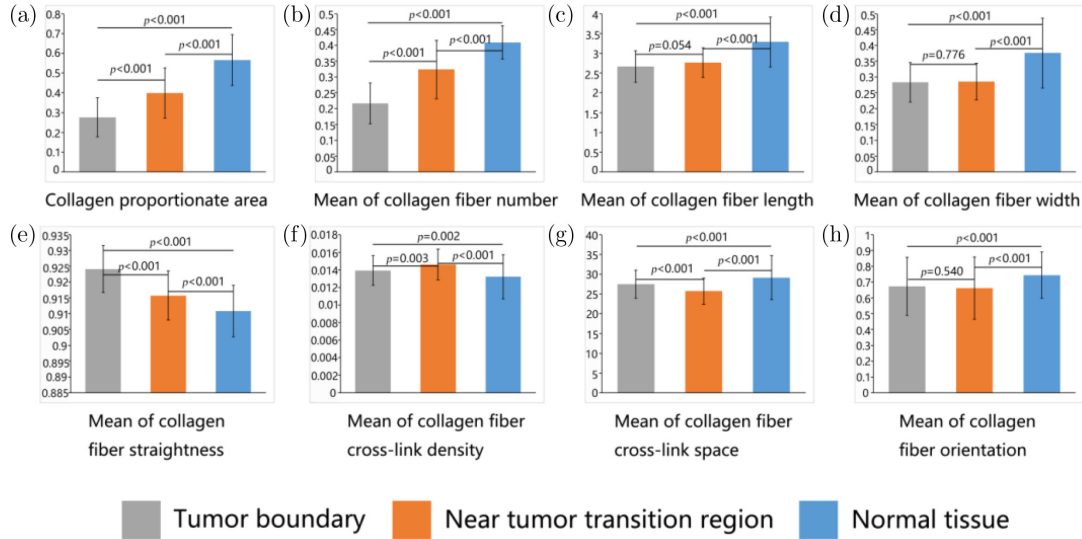 (a)
0.8
0.7
0.6
0.5
0.4
0.3
0.2
0.1
0
p<0.001
p<0.001
p<0.001
Collagen proportionate area
(b)
0.5
0.45
0.4
0.35
0.3
0.25
0.2
0.15
0.1
0.05
0
p<0.001
p<0.001
p<0.001
Mean of collagen fiber number
(c)
4
3.5
3
2.5
2
1.5
1
0.5
0
p<0.001
p=0.054
p<0.001
Mean of collagen fiber length
(d)
0.5
0.45
0.4
0.35
0.3
0.25
0.2
0.15
0.1
0.05
0
p<0.001
p=0.776
p<0.001
Mean of collagen fiber width
(e)
0.935
0.93
0.925
0.92
0.915
0.91
0.905
0.9
0.895
0.89
0.885
p<0.001
p<0.001
p<0.001
Mean of collagen
fiber straightness
(f)
0.018
0.016
0.014
0.012
0.01
0.008
0.006
0.004
0.002
0
p=0.002
p=0.003
p<0.001
Mean of collagen fiber
cross-link density
(g)
40
35
30
25
20
15
10
5
0
p<0.001
p<0.001
p<0.001
Mean of collagen fiber
cross-link space
(h)
1
0.9
0.8
0.7
0.6
0.5
0.4
0.3
0.2
0.1
0
p<0.001
p=0.540
p<0.001
Mean of collagen
fiber orientation
Tumor boundary
Near tumor transition region
Normal tissue